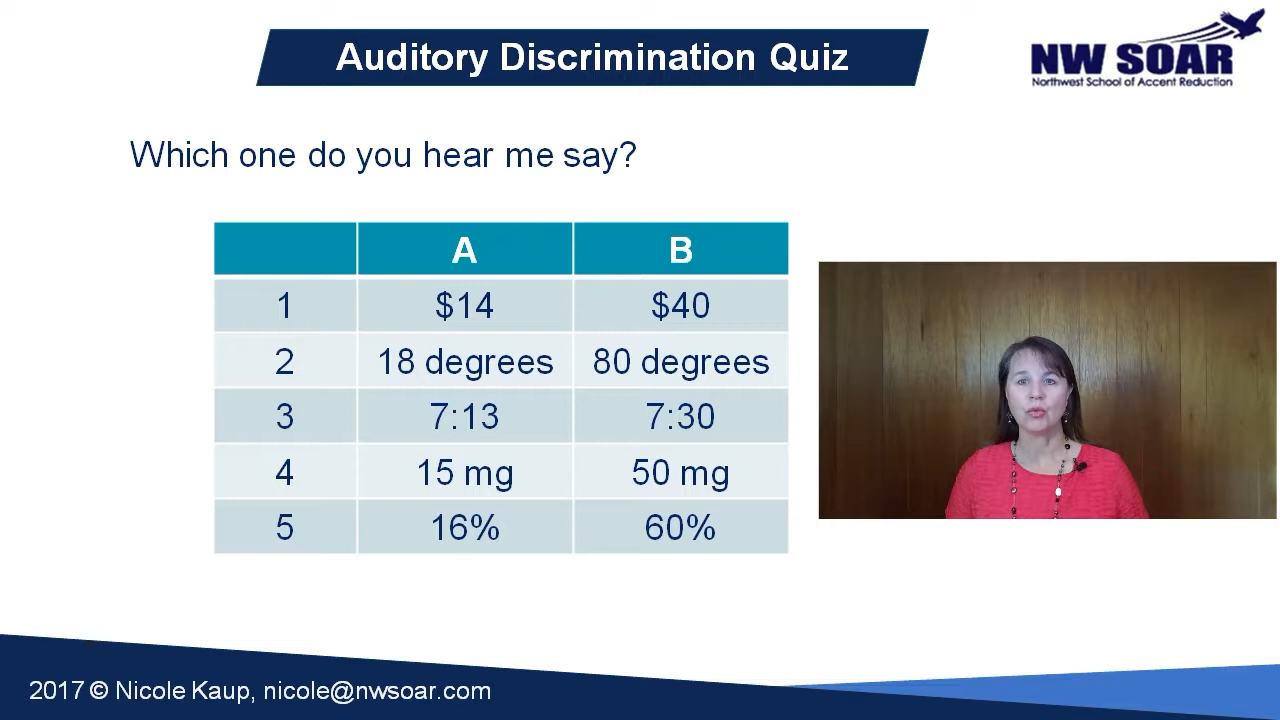 Auditory Discrimination Quiz
NW SOAR
Northwest School of Accent Reduction
Which one do you hear me say?
A B
1 $14 $40
2 18 degrees 80 degrees
3 7:13 7:30
4 15 mg 50 mg
5 16% 60%
2017 © Nicole Kaup, nicole@nwsoar.com